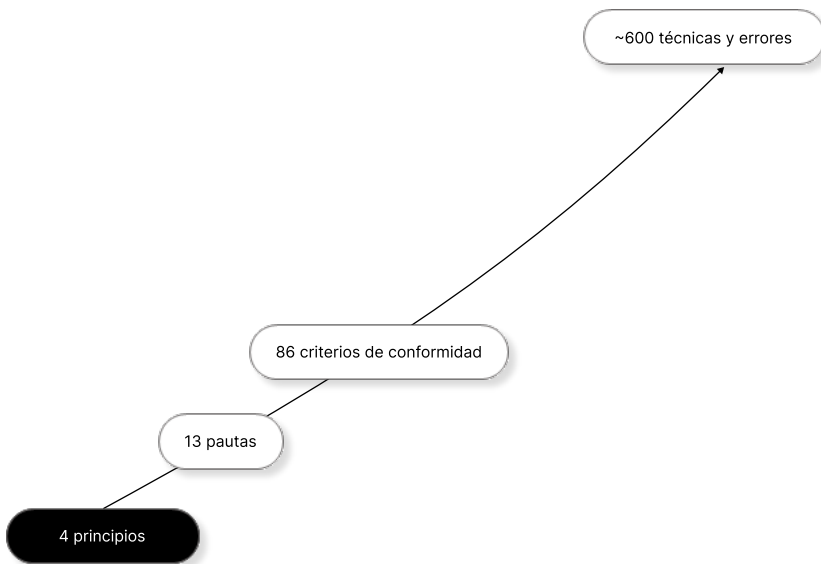 ~600 técnicas y errores
86 criterios de conformidad
13 pautas
4 principios